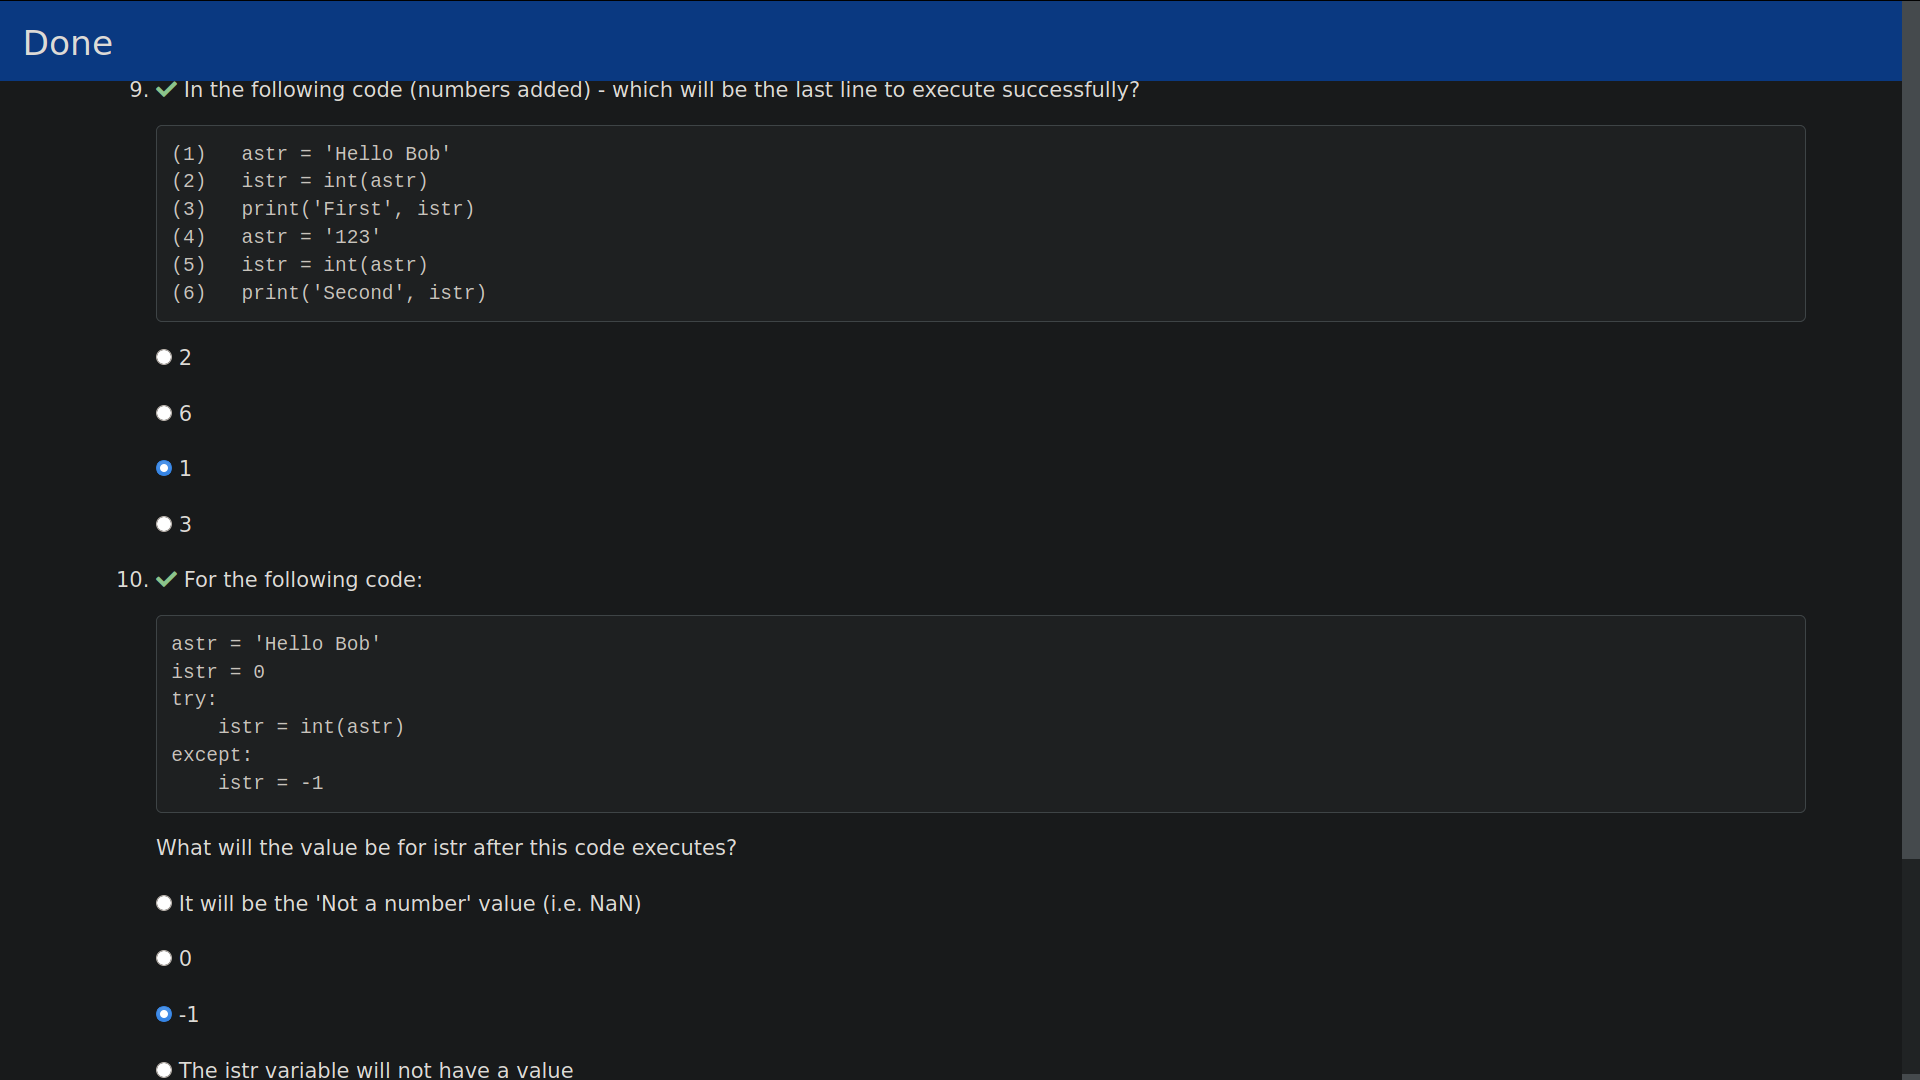 Done
9. In the following code (numbers added) - which will be the last line to execute successfully?
(1)   astr = 'Hello Bob'
(2)   istr = int(astr)
(3)   print('First', istr)
(4)   astr = '123'
(5)   istr = int(astr)
(6)   print('Second', istr)
2
6
1
3
10. For the following code:
astr = 'Hello Bob'
istr = 0
try:
    istr = int(astr)
except:
    istr = -1
What will the value be for istr after this code executes?
It will be the 'Not a number' value (i.e. NaN)
0
-1
The istr variable will not have a value